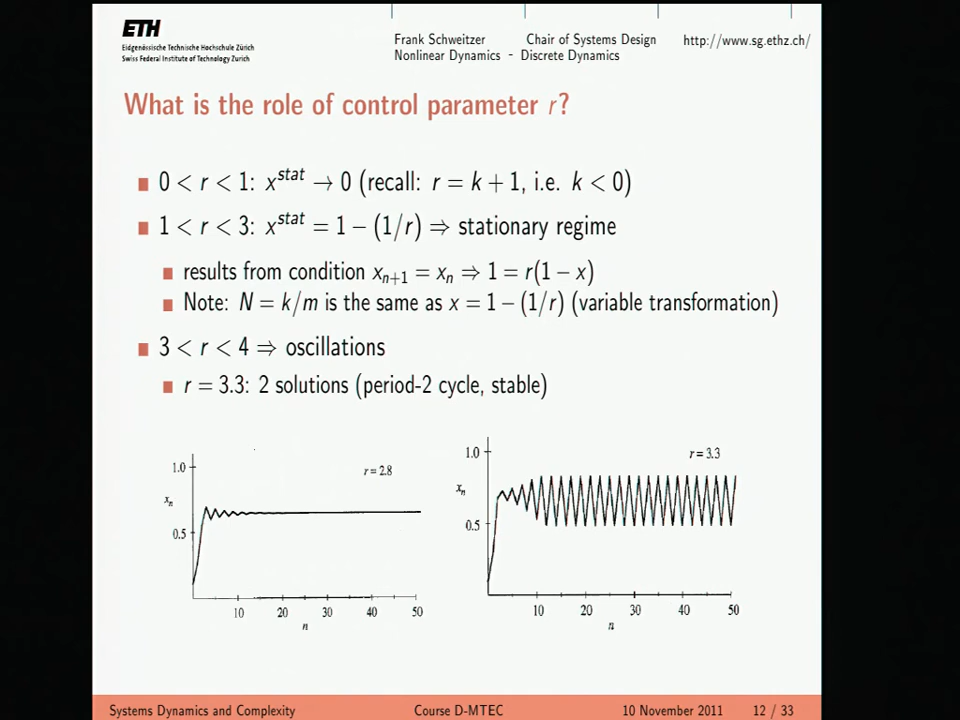 ETH
Eidgenössische Technische Hochschule Zürich
Swiss Federal Institute of Technology Zurich
Frank Schweitzer Chair of Systems Design http://www.sg.ethz.ch/
Nonlinear Dynamics - Discrete Dynamics
What is the role of control parameter r?
0 < r < 1: x^stat → 0 (recall: r = k + 1, i.e. k < 0)
1 < r < 3: x^stat = 1 − (1/r) ⇒ stationary regime
results from condition x_{n+1} = x_n ⇒ 1 = r(1 − x)
Note: N = k/m is the same as x = 1 − (1/r) (variable transformation)
3 < r < 4 ⇒ oscillations
r = 3.3: 2 solutions (period-2 cycle, stable)
1.0
r = 2.8
x_n
0.5
10 20 30 40 50
n
1.0
r = 3.3
x_n
0.5
10 20 30 40 50
n
Systems Dynamics and Complexity Course D-MTEC 10 November 2011 12 / 33